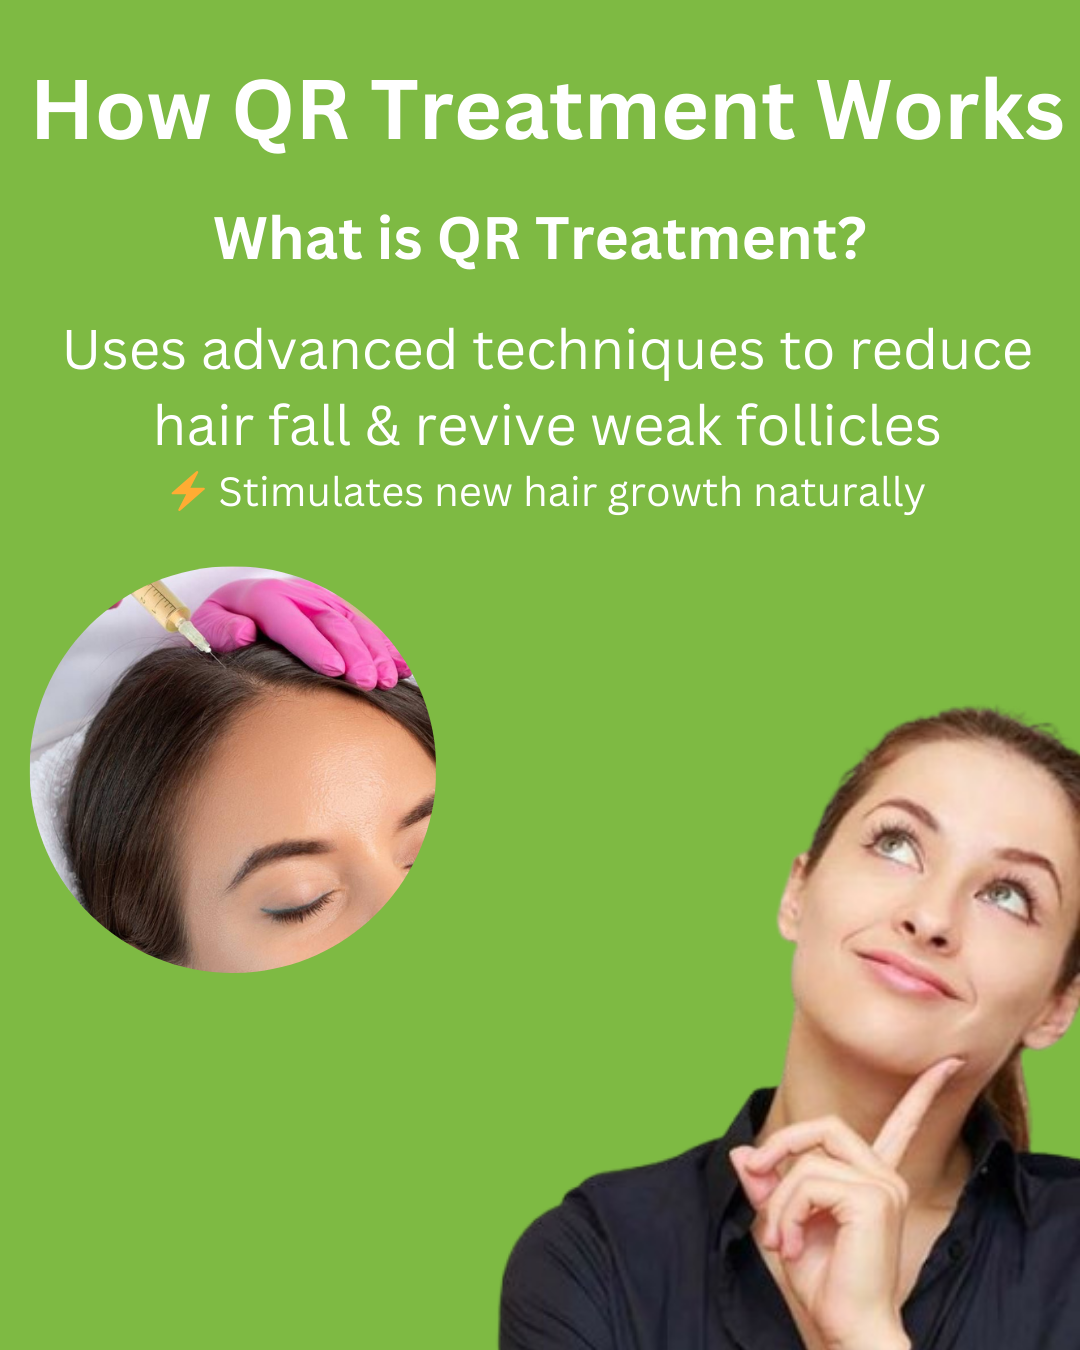 How QR Treatment Works
What is QR Treatment?
Uses advanced techniques to reduce
hair fall & revive weak follicles
⚡ Stimulates new hair growth naturally